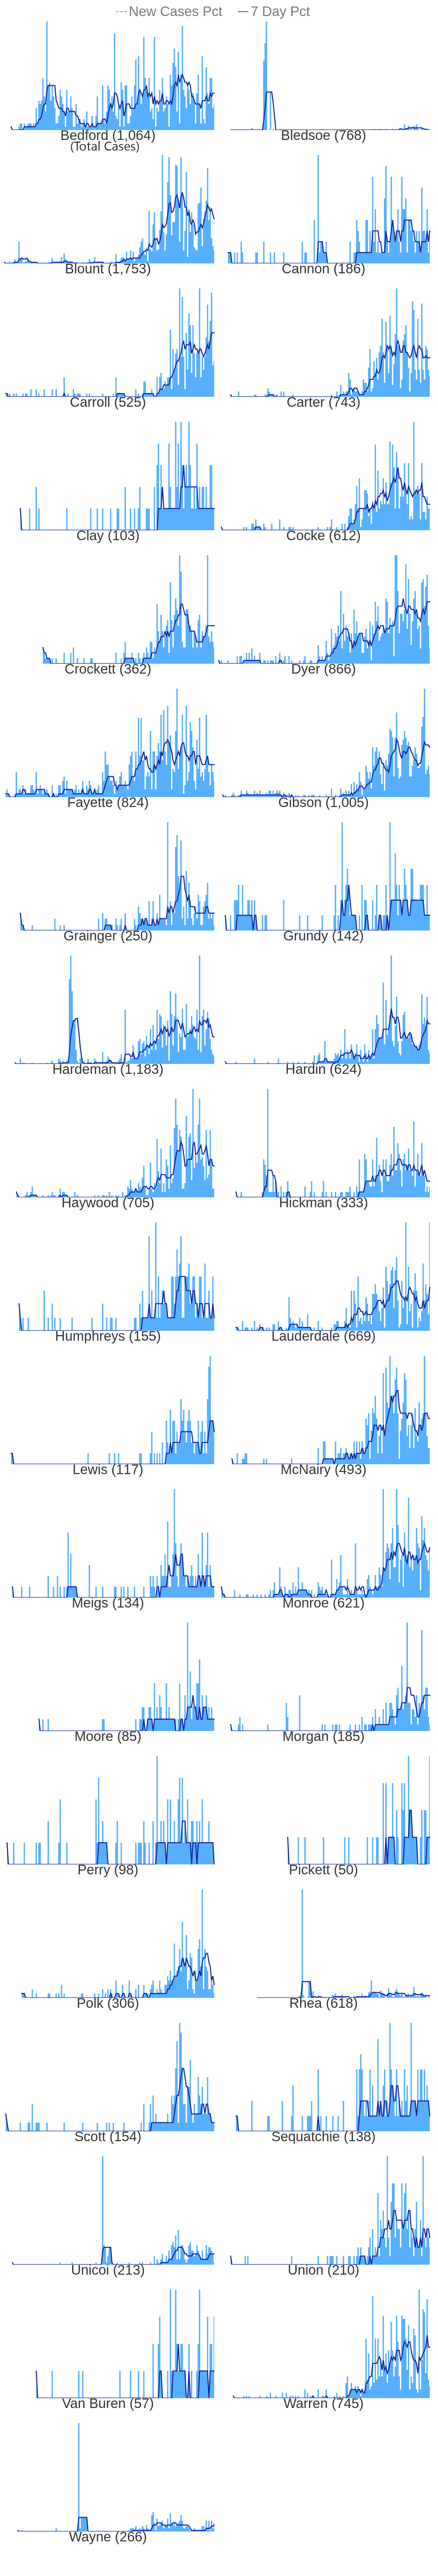 New Cases Pct 7 Day Pct
Bedford (1,064) Bledsoe (768)
(Total Cases)
Blount (1,753) Cannon (186)
Carroll (525) Carter (743)
Clay (103) Cocke (612)
Crockett (362) Dyer (866)
Fayette (824) Gibson (1,005)
Grainger (250) Grundy (142)
Hardeman (1,183) Hardin (624)
Haywood (705) Hickman (333)
Humphreys (155) Lauderdale (669)
Lewis (117) McNairy (493)
Meigs (134) Monroe (621)
Moore (85) Morgan (185)
Perry (98) Pickett (50)
Polk (306) Rhea (618)
Scott (154) Sequatchie (138)
Unicoi (213) Union (210)
Van Buren (57) Warren (745)
Wayne (266)